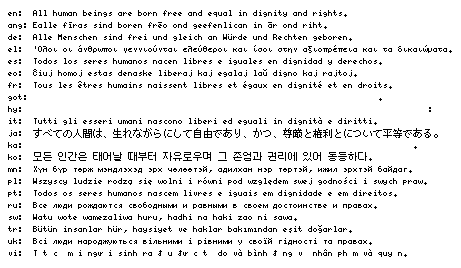 en: All human beings are born free and equal in dignity and rights.
ang: Ealle fīras sind boren frēo ond geefenlican in ār ond riht.
de: Alle Menschen sind frei und gleich an Würde und Rechten geboren.
el: 'Ολοι οι άνθρωποι γεννιούνται ελεύθεροι και ίσοι στην αξιοπρέπεια και τα δικαιώματα.
es: Todos los seres humanos nacen libres e iguales en dignidad y derechos.
eo: Ĉiuj homoj estas denaske liberaj kaj egalaj laŭ digno kaj rajtoj.
fr: Tous les êtres humains naissent libres et égaux en dignité et en droits.
got: .
hy: :
it: Tutti gli esseri umani nascono liberi ed eguali in dignità e diritti.
ja: すべての人間は、生れながらにして自由であり、かつ、尊厳と権利とについて平等である。
ka: .
ko: 모든 인간은 태어날 때부터 자유로우며 그 존엄과 권리에 있어 동등하다.
mn: Хүн бүр төрж мэндлэхэд эрх чөлөөтэй, адилхан нэр төртэй, ижил эрхтэй байдаг.
pl: Wszyscy ludzie rodzą się wolni i równi pod względem swej godności i swych praw.
pt: Todos os seres humanos nascem livres e iguais em dignidade e em direitos.
ru: Все люди рождаются свободными и равными в своем достоинстве и правах.
sw: Watu wote wamezaliwa huru, hadhi na haki zao ni sawa.
tr: Bütün insanlar hür, haysiyet ve haklar bakımından eşit doğarlar.
uk: Всі люди народжуються вільними і рівними у своїй гідності та правах.
vi: T t c m i ngư i sinh ra đ u đư c t do và bình đ ng v nhân ph m và quy n.